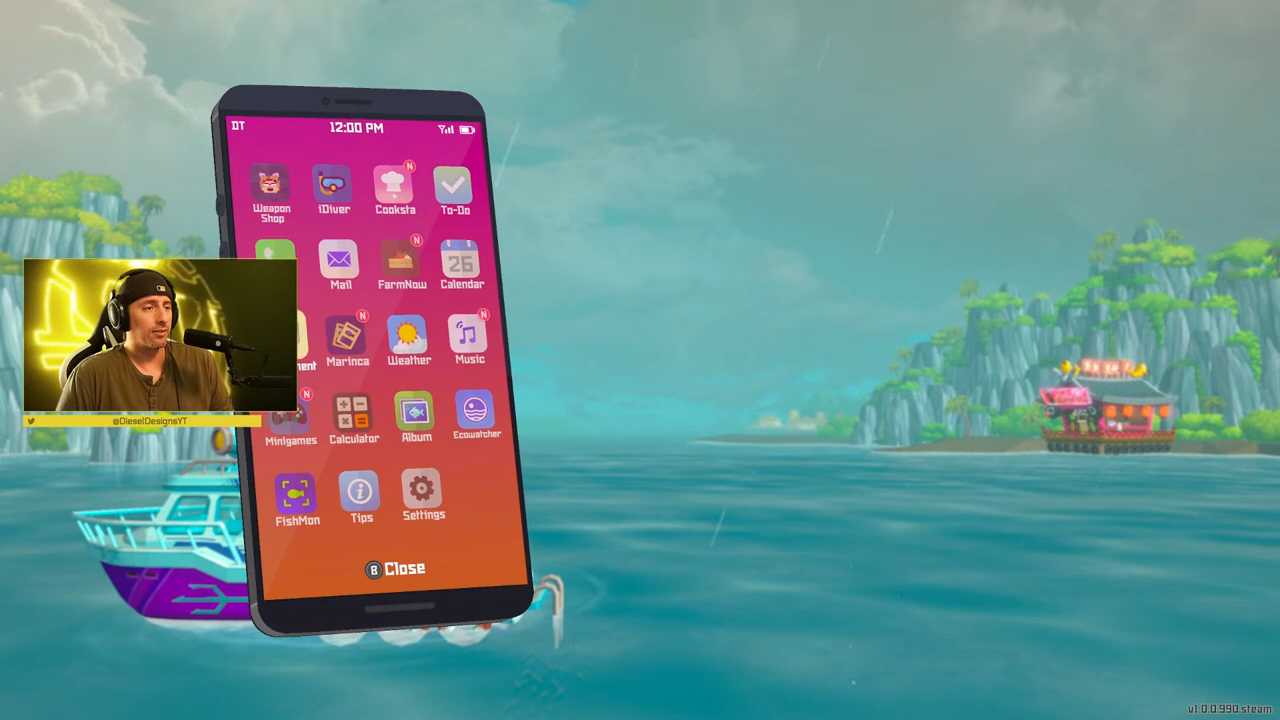 DT
12:00 PM
N
Weapon
Shop
iDiver
Cooksta
To-Do
N
26
Mail
FarmNow
Calendar
N
N
ment
Marinca
Weather
Music
N
Minigames
Calculator
Album
Ecowatcher
FishMon
Tips
Settings
B Close
@DieselDesignsYT
v1.0.0.990.steam